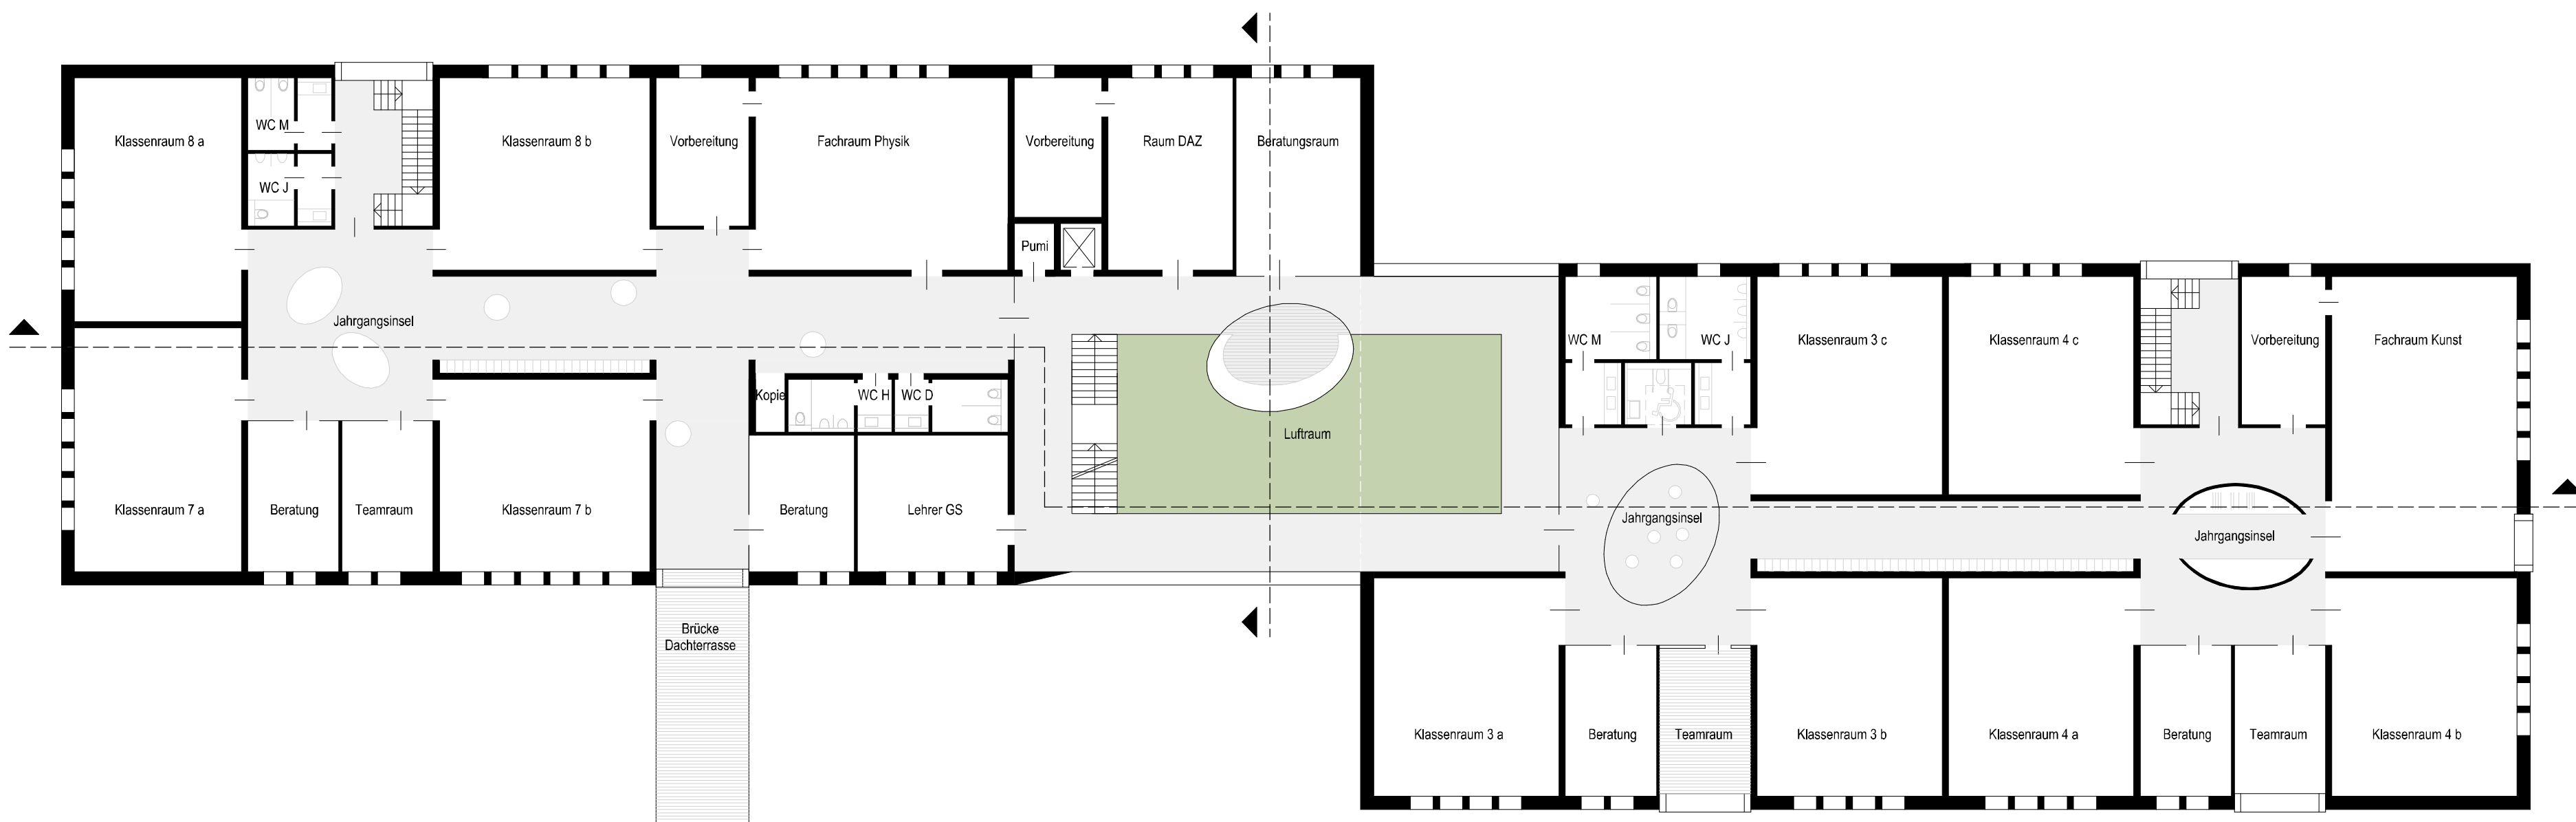 WC M
Klassenraum 8 a
Klassenraum 8 b
Vorbereitung
Fachraum Physik
Vorbereitung
Raum DAZ
Beratungsraum
WC J
Pumi
Jahrgangsinsel
WC M
WC J
Klassenraum 3 c
Klassenraum 4 c
Vorbereitung
Fachraum Kunst
Kopie
WC H
WC D
Luftraum
Klassenraum 7 a
Beratung
Teamraum
Klassenraum 7 b
Beratung
Lehrer GS
Jahrgangsinsel
Jahrgangsinsel
Brücke
Dachterrasse
Klassenraum 3 a
Beratung
Teamraum
Klassenraum 3 b
Klassenraum 4 a
Beratung
Teamraum
Klassenraum 4 b